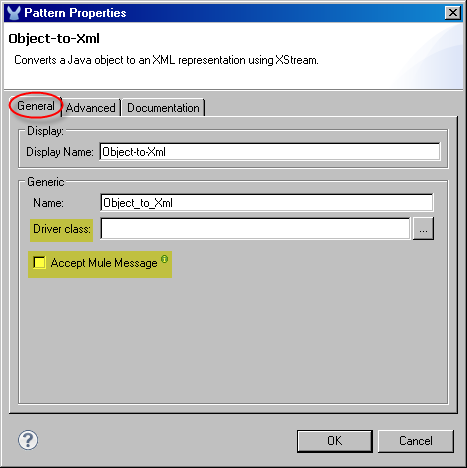 Pattern Properties
Object-to-Xml
Converts a Java object to an XML representation using XStream.
General Advanced Documentation
Display:
Display Name: Object-to-Xml
Generic
Name: Object_to_Xml
Driver class: ...
Accept Mule Message i
? OK Cancel